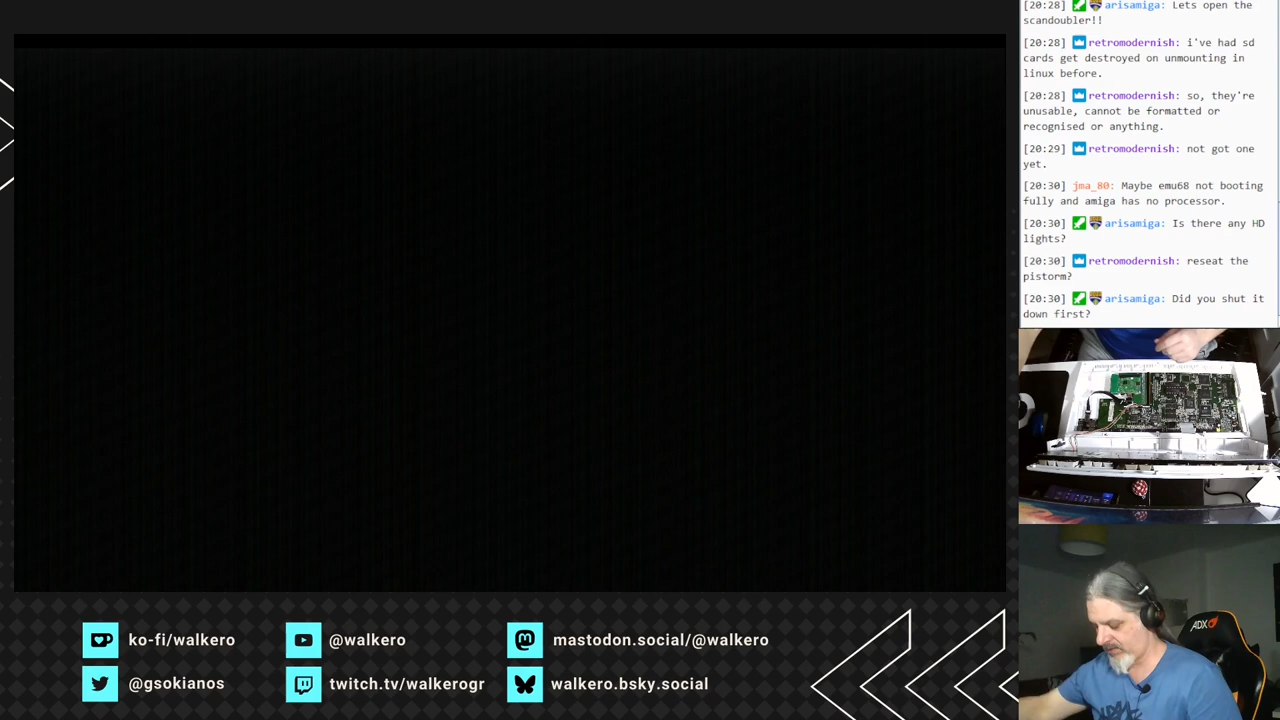 [20:28] arisamiga: Lets open the
scandoubler!!
[20:28] retromodernish: i've had sd
cards get destroyed on unmounting in
linux before.
[20:28] retromodernish: so, they're
unusable, cannot be formatted or
recognised or anything.
[20:29] retromodernish: not got one
yet.
[20:30] jma_80: Maybe emu68 not booting
fully and amiga has no processor.
[20:30] arisamiga: Is there any HD
lights?
[20:30] retromodernish: reseat the
pistorm?
[20:30] arisamiga: Did you shut it
down first?
ADX
ko-fi/walkero
@walkero
mastodon.social/@walkero
@gsokianos
twitch.tv/walkerogr
walkero.bsky.social